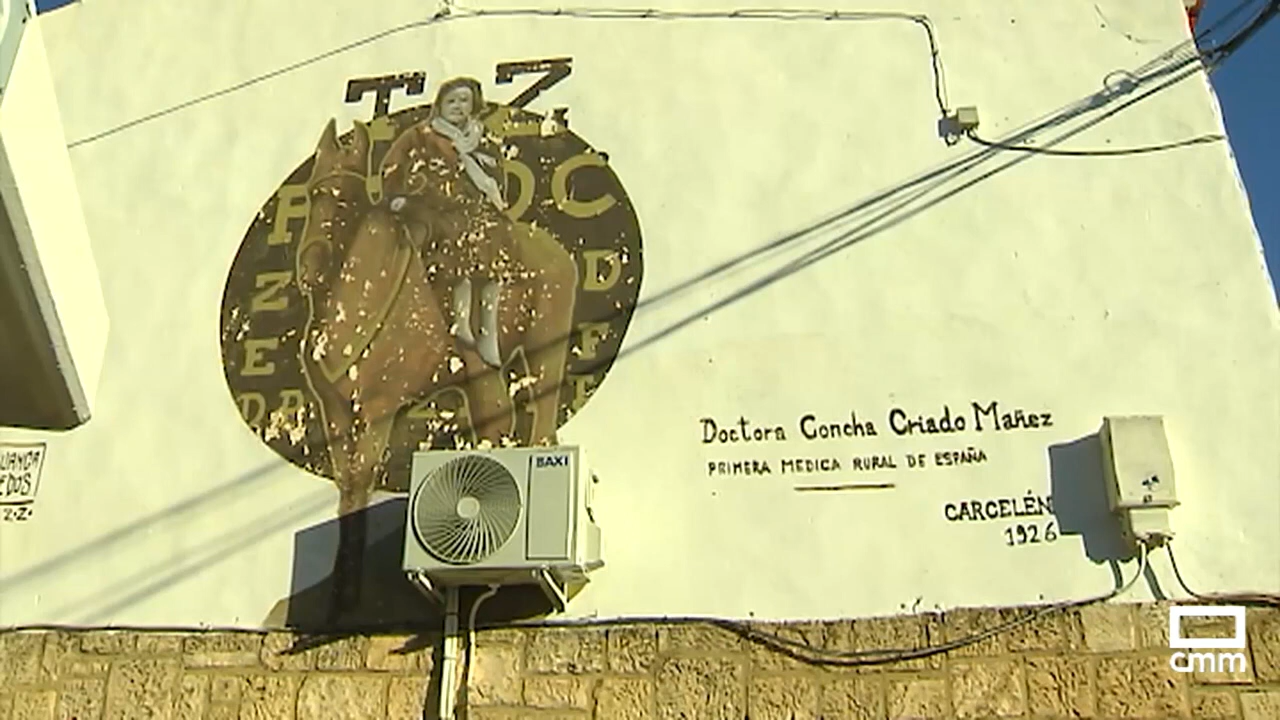 T Z
P O C
Z D
E F
D A
BAXI
Doctora Concha Criado Mañez
PRIMERA MEDICA RURAL DE ESPAÑA
CARCELÉN
1926
Z.Z.
cmm